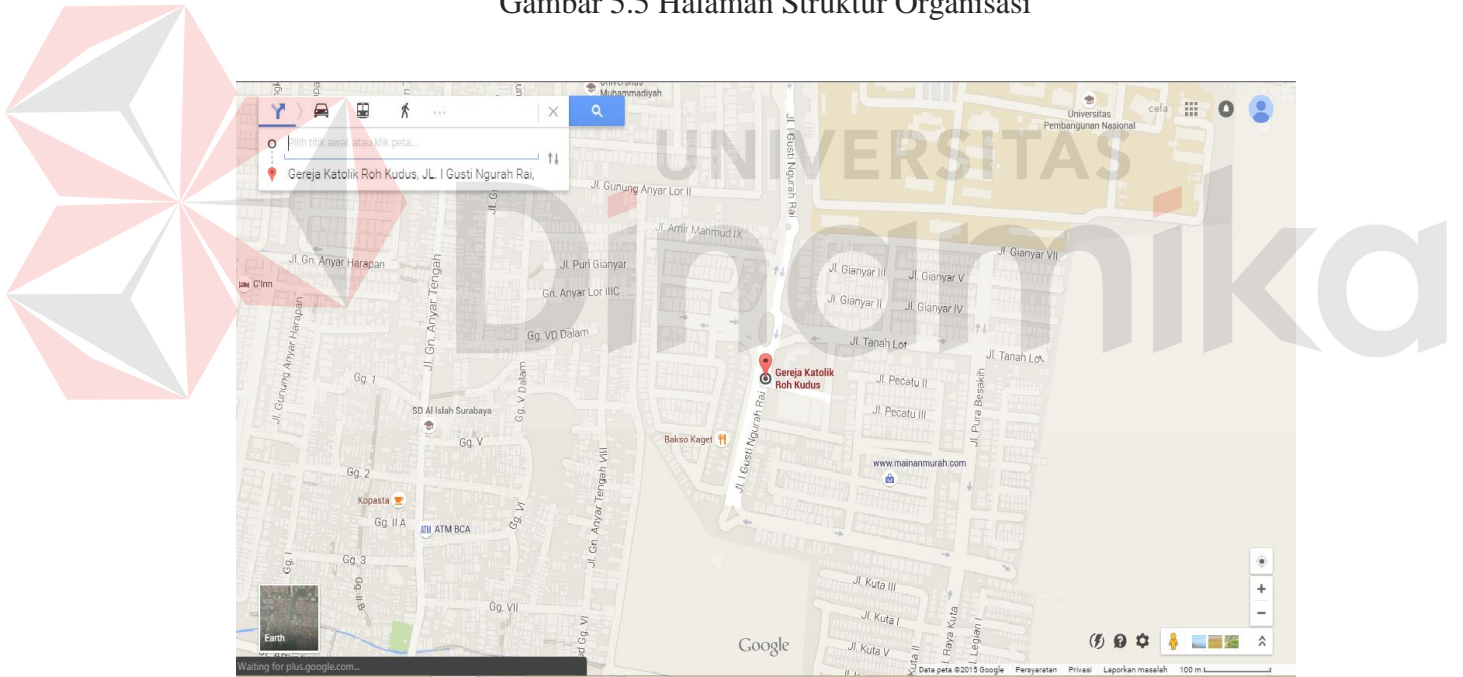 Gambar 5.5 Halaman Struktur Organisasi
Muhammadiyah
Universitas
Pembangunan Nasional
cefa
Pilih titik awal, atau klik peta...
Gereja Katolik Roh Kudus, JL. I Gusti Ngurah Rai,
UNIVERSITAS
Dinamika
Jl. I Gusti Ngurah Rai
Jl. Gunung Anyar Lor II
Jl. Amir Mahmud IX
Jl. Gn. Anyar Harapan
C'Inn
Jl. Gn. Anyar Tengah
Jl. Puri Gianyar
Gn. Anyar Lor IIIC
Jl. Gianyar III
Jl. Gianyar V
Jl. Gianyar VII
Jl. Gianyar II
Jl. Gianyar IV
Jl. Gunung Anyar Harapan
Gg. VD Dalam
Jl. Tanah Lot
Jl. Tanah Lot
Gereja Katolik
Roh Kudus
Gg. 1
Gg. V Dalam
Jl. Pecatu II
Jl. Pura Besakih
SD Al Islah Surabaya
Jl. Pecatu III
Gg. V
Bakso Kaget
Jl. I Gusti Ngurah Rai
www.mainanmurah.com
Gg. 2
Jl. Gn. Anyar Tengah VIII
Kopasta
Gg. II A
ATM ATM BCA
Gg. VI
Gg. I
Gg. 3
Gg. II B
Jl. Kuta III
Gg. VII
Jl. Kuta I
Jl. Raya Kuta
Jl. Legian I
Gg. VI
Earth
Google
Jl. Kuta V
Waiting for plus.google.com...
Data peta ©2015 Google Persyaratan Privasi Laporkan masalah 100 m